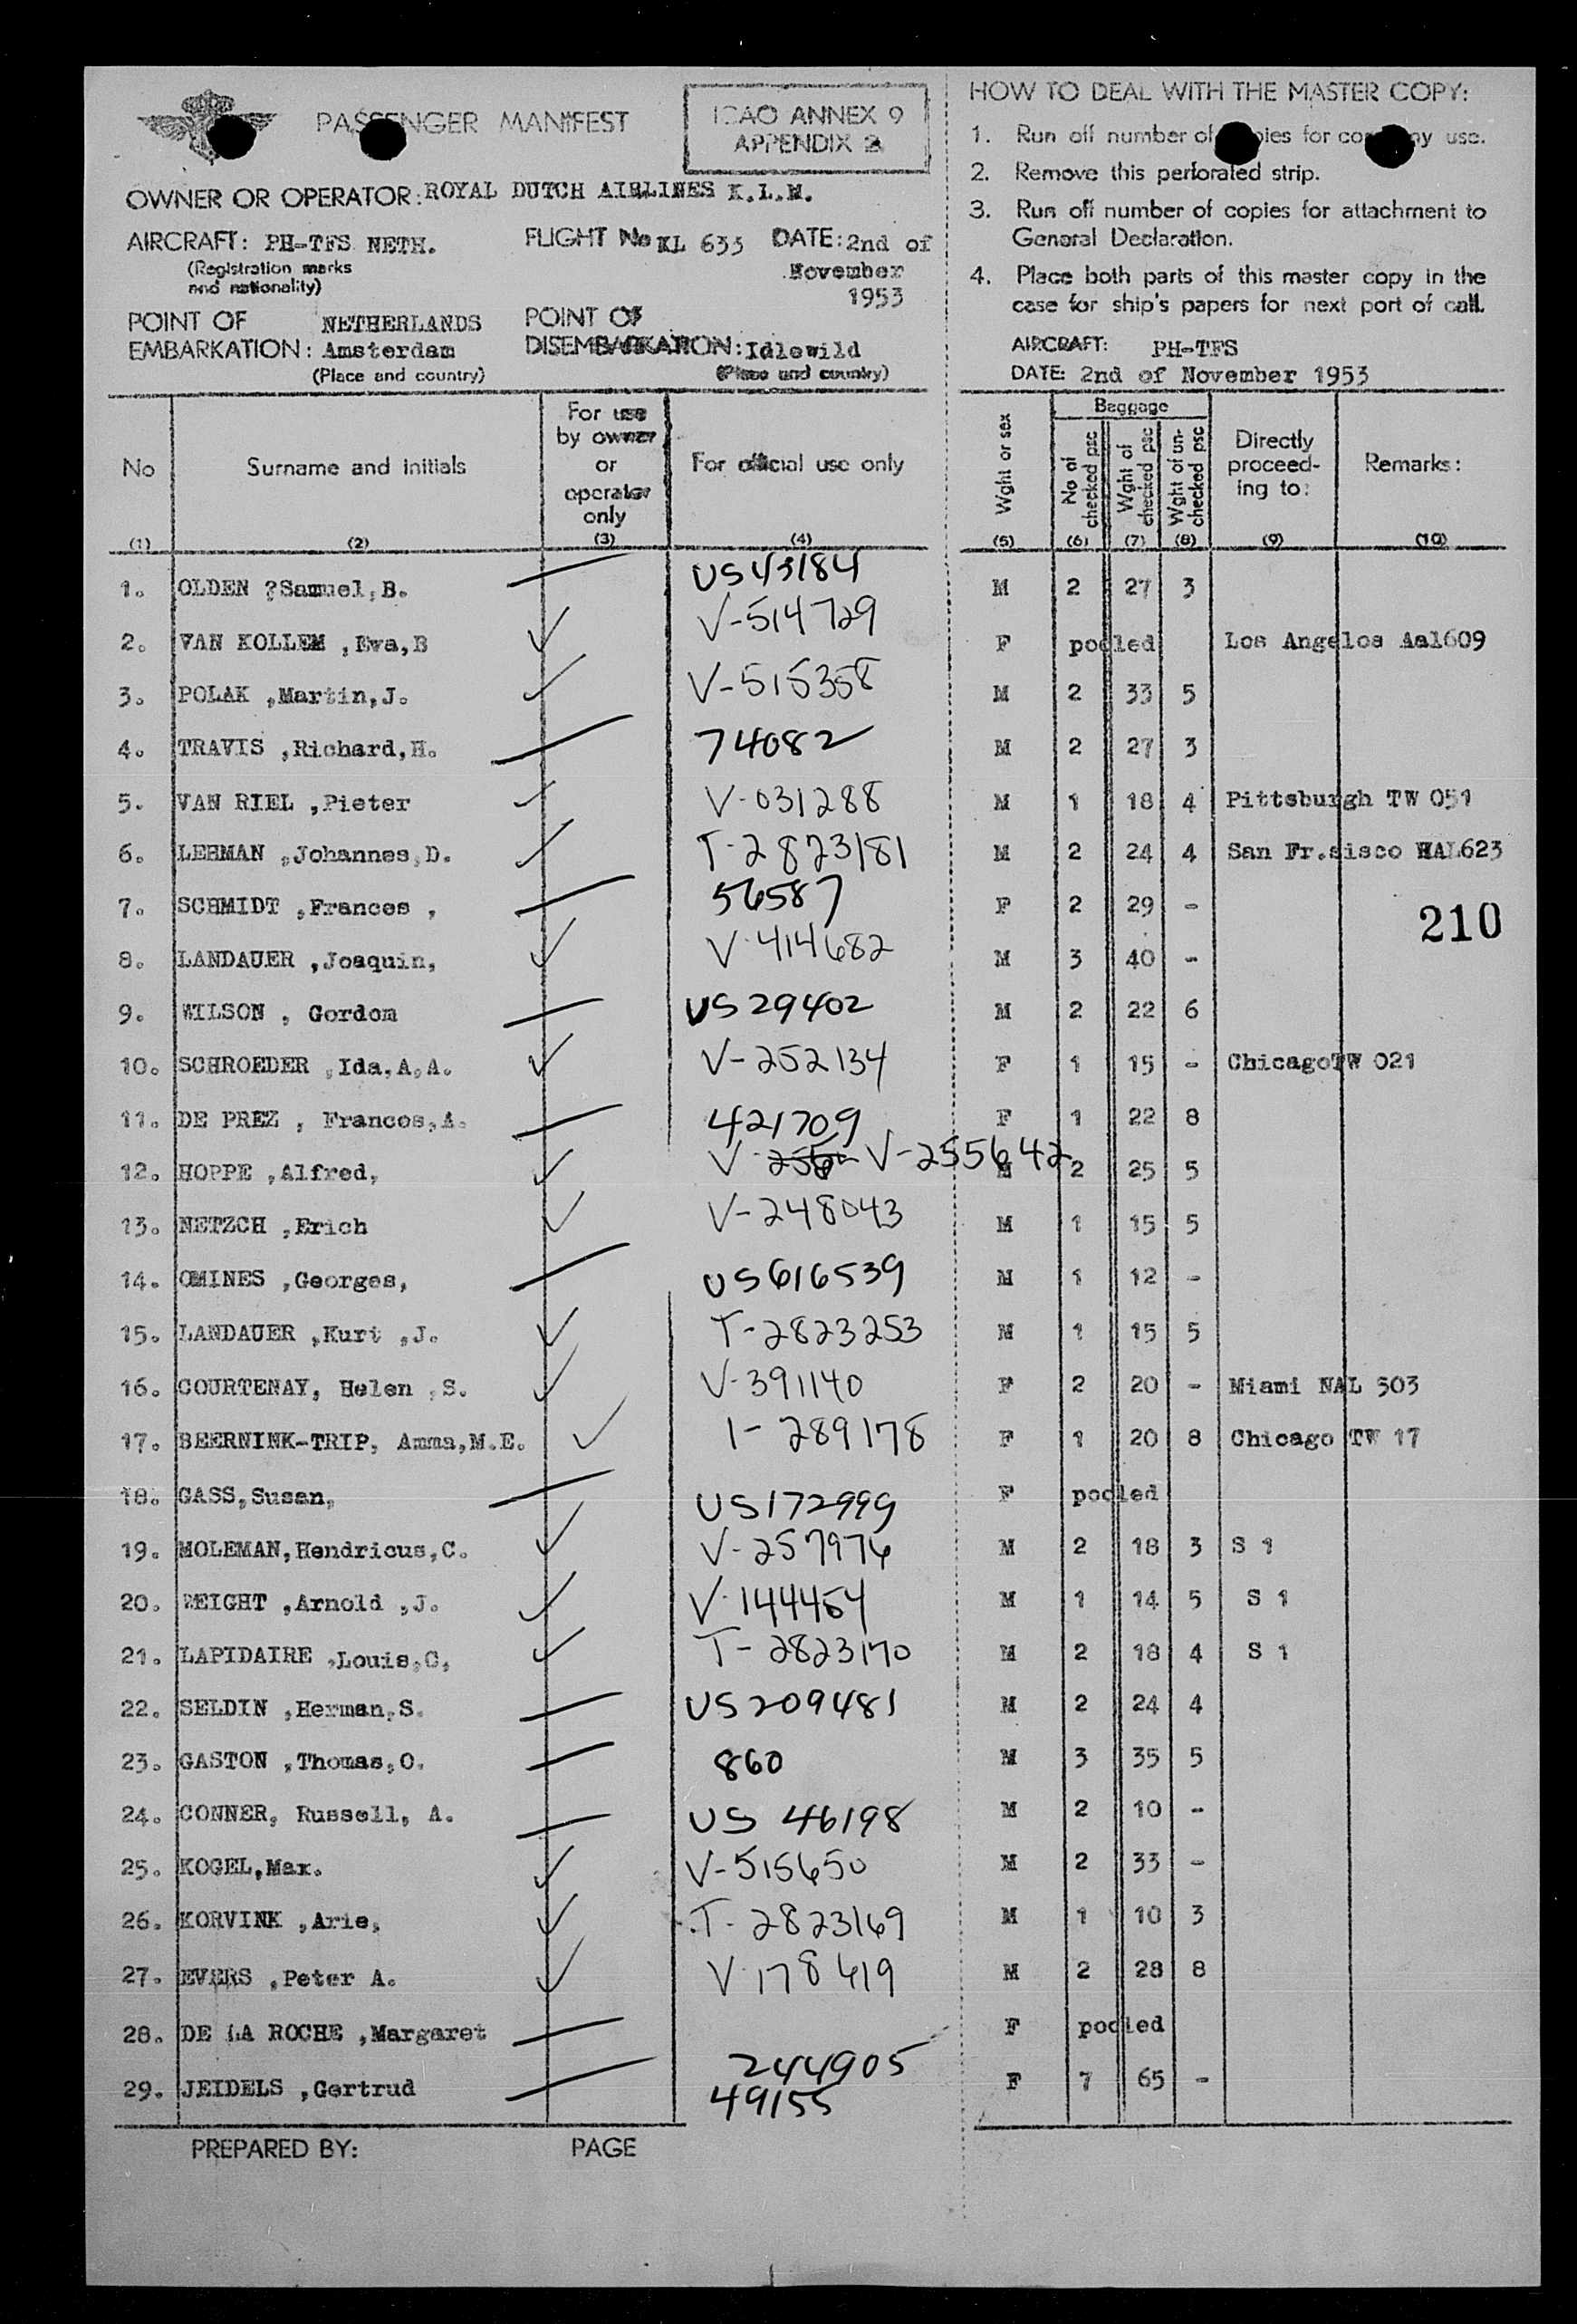 PASSENGER MANIFEST
ICAO ANNEX 9
APPENDIX 2
OWNER OR OPERATOR: ROYAL DUTCH AIRLINES K.L.M.
AIRCRAFT: PH-TFS NETH. FLIGHT No KL 633 DATE: 2nd of
(Registration marks
and nationality)
November
1953
POINT OF NETHERLANDS POINT OF
EMBARKATION: Amsterdam DISEMBARKATION: Idlewild
(Place and country) (Place and country)
HOW TO DEAL WITH THE MASTER COPY:
1. Run off number of copies for company use.
2. Remove this perforated strip.
3. Run off number of copies for attachment to
General Declaration.
4. Place both parts of this master copy in the
case for ship's papers for next port of call.
AIRCRAFT: PH-TFS
DATE: 2nd of November 1953
No Surname and initials For use by owner or operator only For official use only Wght or sex Baggage No of checked psc Wght of checked psc Wght of un-checked psc Directly proceed-ing to: Remarks:
(1) (2) (3) (4) (5) (6) (7) (8) (9) (10)
1. OLDEN ?Samuel,B. US43184 M 2 27 3
2. VAN KOLLEM ,Eva,B V-514729 F pooled Los Angelos Aal609
3. POLAK ,Martin,J. V-515358 M 2 33 5
4. TRAVIS ,Richard,H. 74082 M 2 27 3
5. VAN RIEL ,Pieter V-031288 M 1 18 4 Pittsburgh TW 051
6. LEHMAN ,Johannes,D. T-2823181 M 2 24 4 San Fr.sisco UAL623
7. SCHMIDT ,Frances , 56587 F 2 29 -
210
8. LANDAUER ,Joaquin, V-414682 M 3 40 -
9. WILSON , Gordon US29402 M 2 22 6
10. SCHROEDER ,Ida,A,A. V-252134 F 1 15 - ChicagoTW 021
11. DE PREZ , Frances,A. 421709 F 1 22 8
12. HOPPE ,Alfred, V-256 V-255642 M 2 25 5
13. NETZCH ,Erich V-248043 M 1 15 5
14. OMINES ,Georges, US616539 M 1 12 -
15. LANDAUER ,Kurt ,J. T-2823253 M 1 15 5
16. COURTENAY, Helen ,S. V-391140 F 2 20 - Miami NAL 503
17. BEERNINK-TRIP, Amma,M.E. I-289178 F 1 20 8 Chicago TW 17
18. GASS,Susan, US172999 F pooled
19. MOLEMAN,Hendricus,C. V-257976 M 2 18 3 S 1
20. WEIGHT ,Arnold ,J. V-144464 M 1 14 5 S 1
21. LAPIDAIRE ,Louis,C, T-2823170 M 2 18 4 S 1
22. SELDIN ,Herman,S. US209481 M 2 24 4
23. GASTON ,Thomas,O. 860 M 3 35 5
24. CONNER, Russell, A. US 46198 M 2 10 -
25. KOGEL,Max. V-515650 M 2 33 -
26. KORVINK ,Arie, T-2823169 M 1 10 3
27. EVERS ,Peter A. V-178419 M 2 28 8
28. DE LA ROCHE ,Margaret 244905 F pooled
29. JEIDELS ,Gertrud 49155 F 7 65 -
PREPARED BY: PAGE